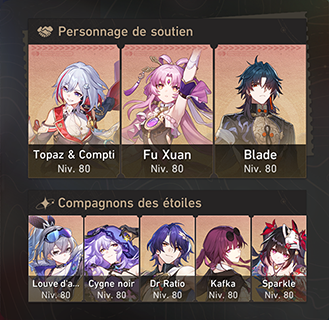 Personnage de soutien
Topaz & Compti
Fu Xuan
Blade
Niv. 80
Niv. 80
Niv. 80
Compagnons des étoiles
Louve d'a...
Cygne noir
Dr Ratio
Kafka
Sparkle
Niv. 80
Niv. 80
Niv. 80
Niv. 80
Niv. 80